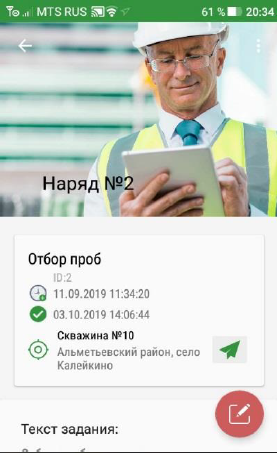 MTS RUS 61 % 20:34
Наряд №2
Отбор проб
ID:2
11.09.2019 11:34:20
03.10.2019 14:06:44
Скважина №10
Альметьевский район, село
Калейкино
Текст задания: